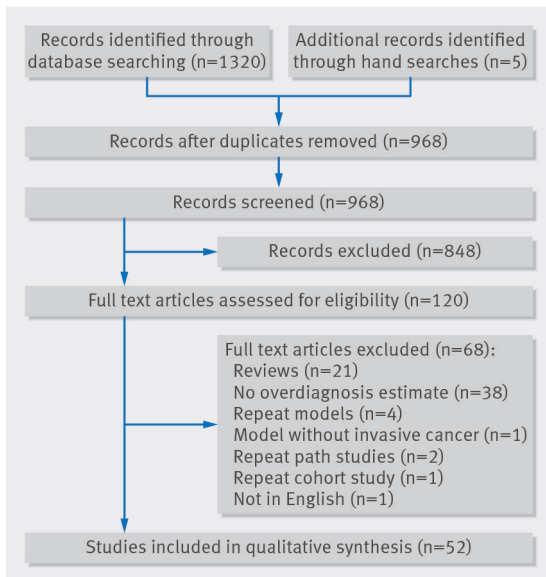 Records identified through
database searching (n=1320)
Additional records identified
through hand searches (n=5)
Records after duplicates removed (n=968)
Records screened (n=968)
Records excluded (n=848)
Full text articles assessed for eligibility (n=120)
Full text articles excluded (n=68):
Reviews (n=21)
No overdiagnosis estimate (n=38)
Repeat models (n=4)
Model without invasive cancer (n=1)
Repeat path studies (n=2)
Repeat cohort study (n=1)
Not in English (n=1)
Studies included in qualitative synthesis (n=52)